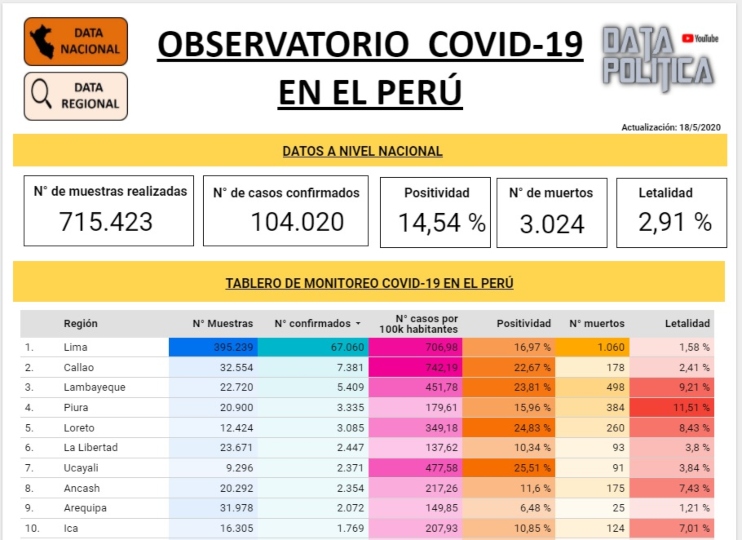 DATA
NACIONAL
DATA
REGIONAL
OBSERVATORIO COVID-19
EN EL PERÚ
DATA
POLÍTICA
YouTube
Actualización: 18/5/2020
DATOS A NIVEL NACIONAL
N° de muestras realizadas
715.423
N° de casos confirmados
104.020
Positividad
14,54 %
N° de muertos
3.024
Letalidad
2,91 %
TABLERO DE MONITOREO COVID-19 EN EL PERÚ
Región N° Muestras N° confirmados N° casos por 100k habitantes Positividad N° muertos Letalidad
1. Lima 395.239 67.060 706,98 16,97 % 1.060 1,58 %
2. Callao 32.554 7.381 742,19 22,67 % 178 2,41 %
3. Lambayeque 22.720 5.409 451,78 23,81 % 498 9,21 %
4. Piura 20.900 3.335 179,61 15,96 % 384 11,51 %
5. Loreto 12.424 3.085 349,18 24,83 % 260 8,43 %
6. La Libertad 23.671 2.447 137,62 10,34 % 93 3,8 %
7. Ucayali 9.296 2.371 477,58 25,51 % 91 3,84 %
8. Ancash 20.292 2.354 217,26 11,6 % 175 7,43 %
9. Arequipa 31.978 2.072 149,85 6,48 % 25 1,21 %
10. Ica 16.305 1.769 207,93 10,85 % 124 7,01 %